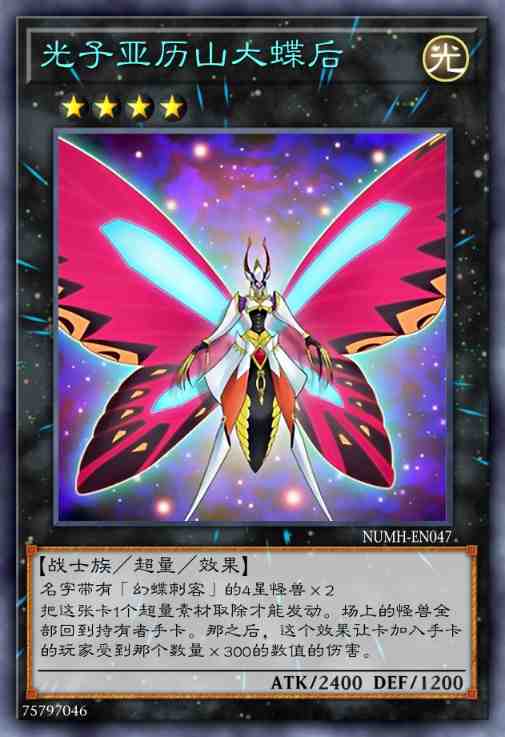 光子亚历山大蝶后
光
NUMH-EN047
【战士族／超量／效果】
名字带有「幻蝶刺客」的4星怪兽×2
把这张卡1个超量素材取除才能发动。场上的怪兽全
部回到持有者手卡。那之后，这个效果让卡加入手卡
的玩家受到那个数量×300的数值的伤害。
ATK/2400 DEF/1200
75797046